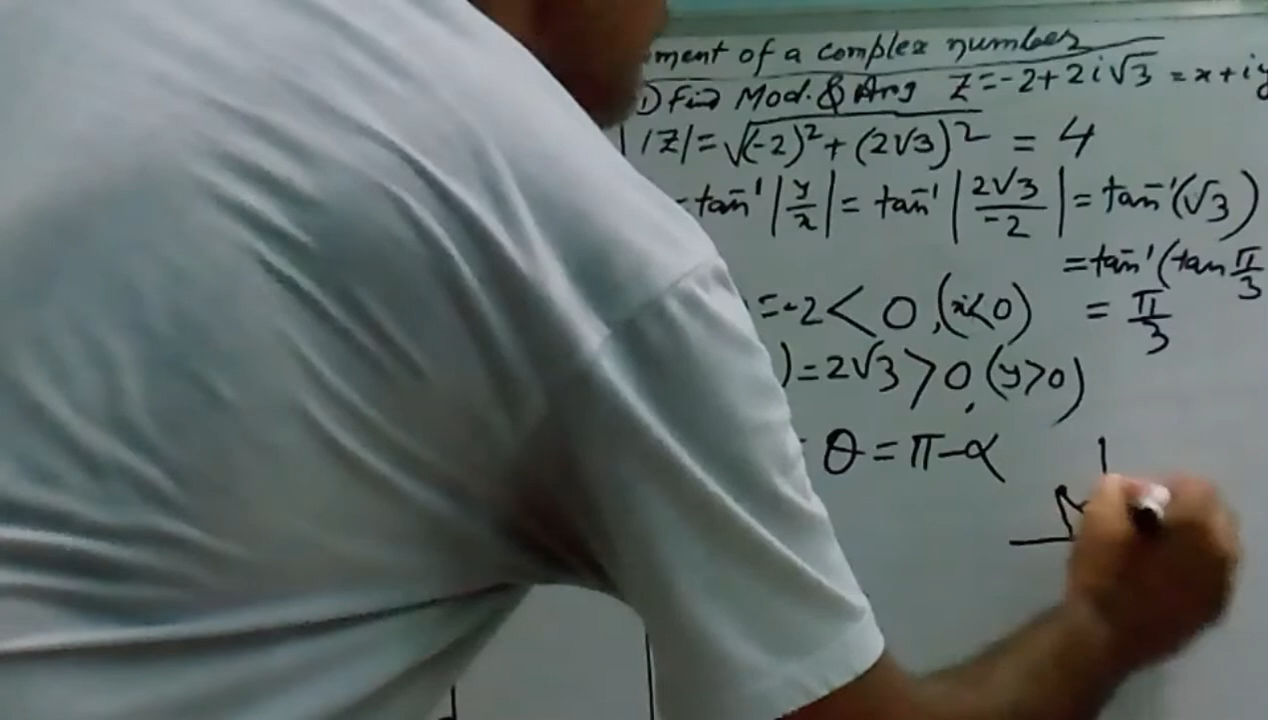 ment of a complex number
1) Find Mod. & Arg Z = -2 + 2i√3 = x + iy
|Z| = √(-2)² + (2√3)² = 4
= tan⁻¹ |y/x| = tan⁻¹ |2√3/-2| = tan⁻¹(√3)
= tan⁻¹(tan π/3
= -2 < 0, (x<0) = π/3
) = 2√3 > 0, (y>0)
θ = π - α